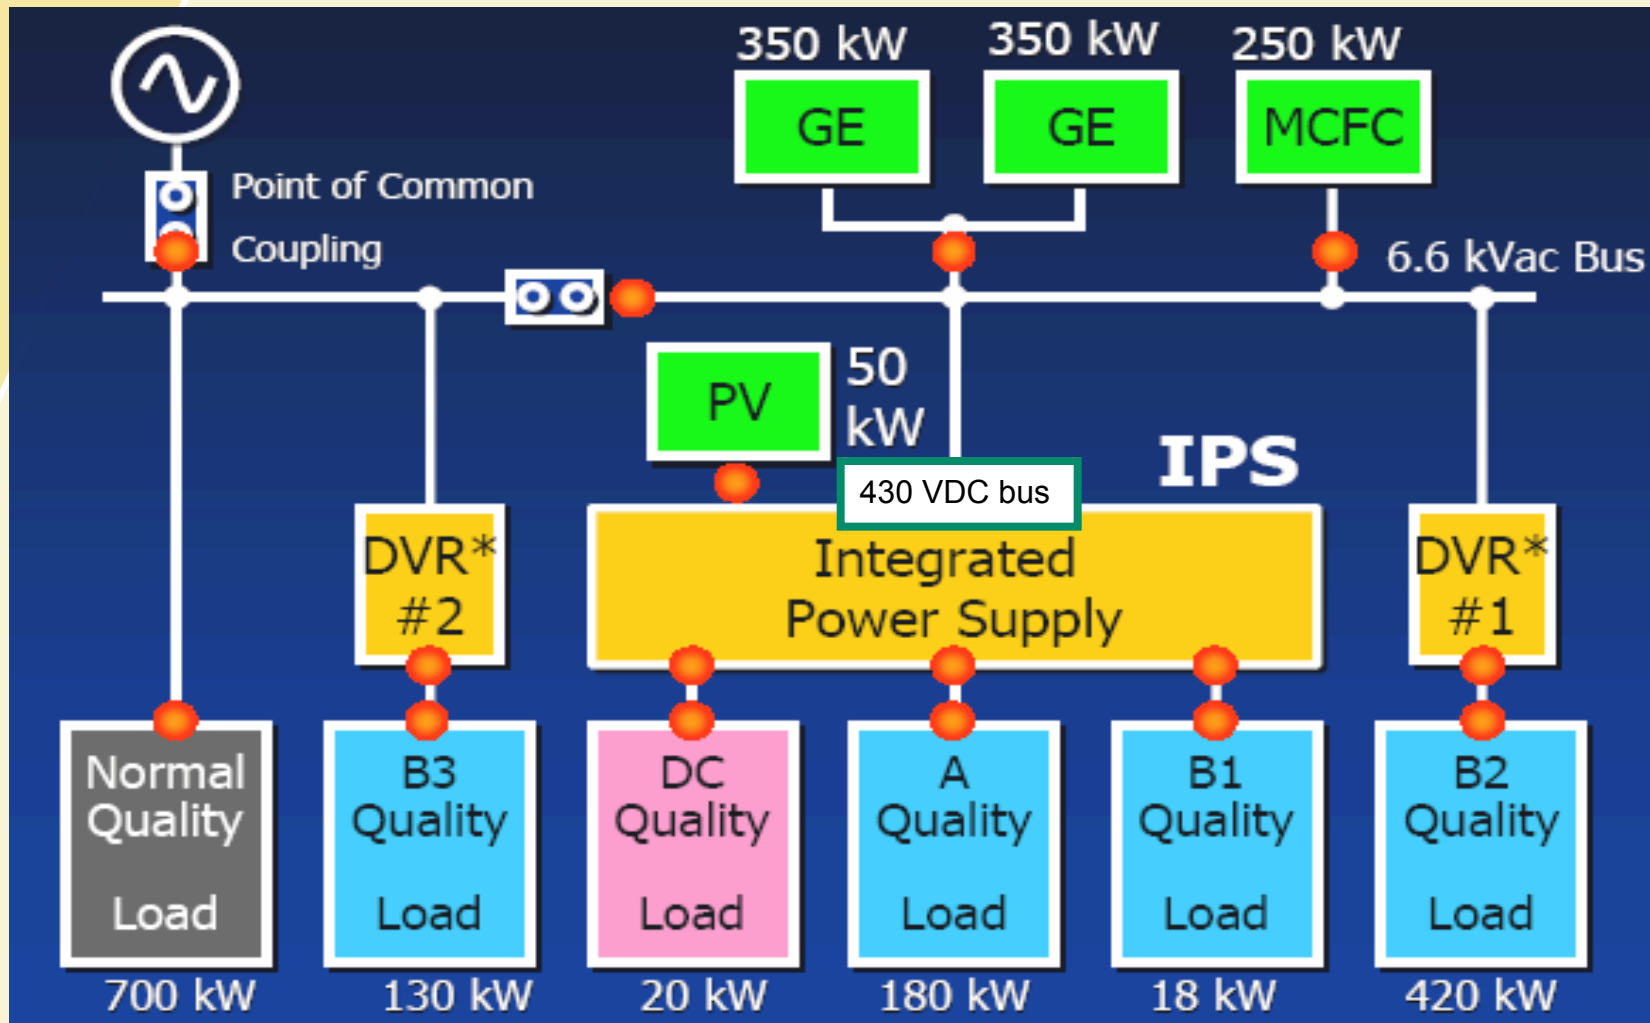 350 kW
350 kW
250 kW
GE
GE
MCFC
Point of Common
Coupling
6.6 kVac Bus
PV
50
kW
IPS
430 VDC bus
DVR*
#2
Integrated
Power Supply
DVR*
#1
Normal
Quality
Load
B3
Quality
Load
DC
Quality
Load
A
Quality
Load
B1
Quality
Load
B2
Quality
Load
700 kW
130 kW
20 kW
180 kW
18 kW
420 kW